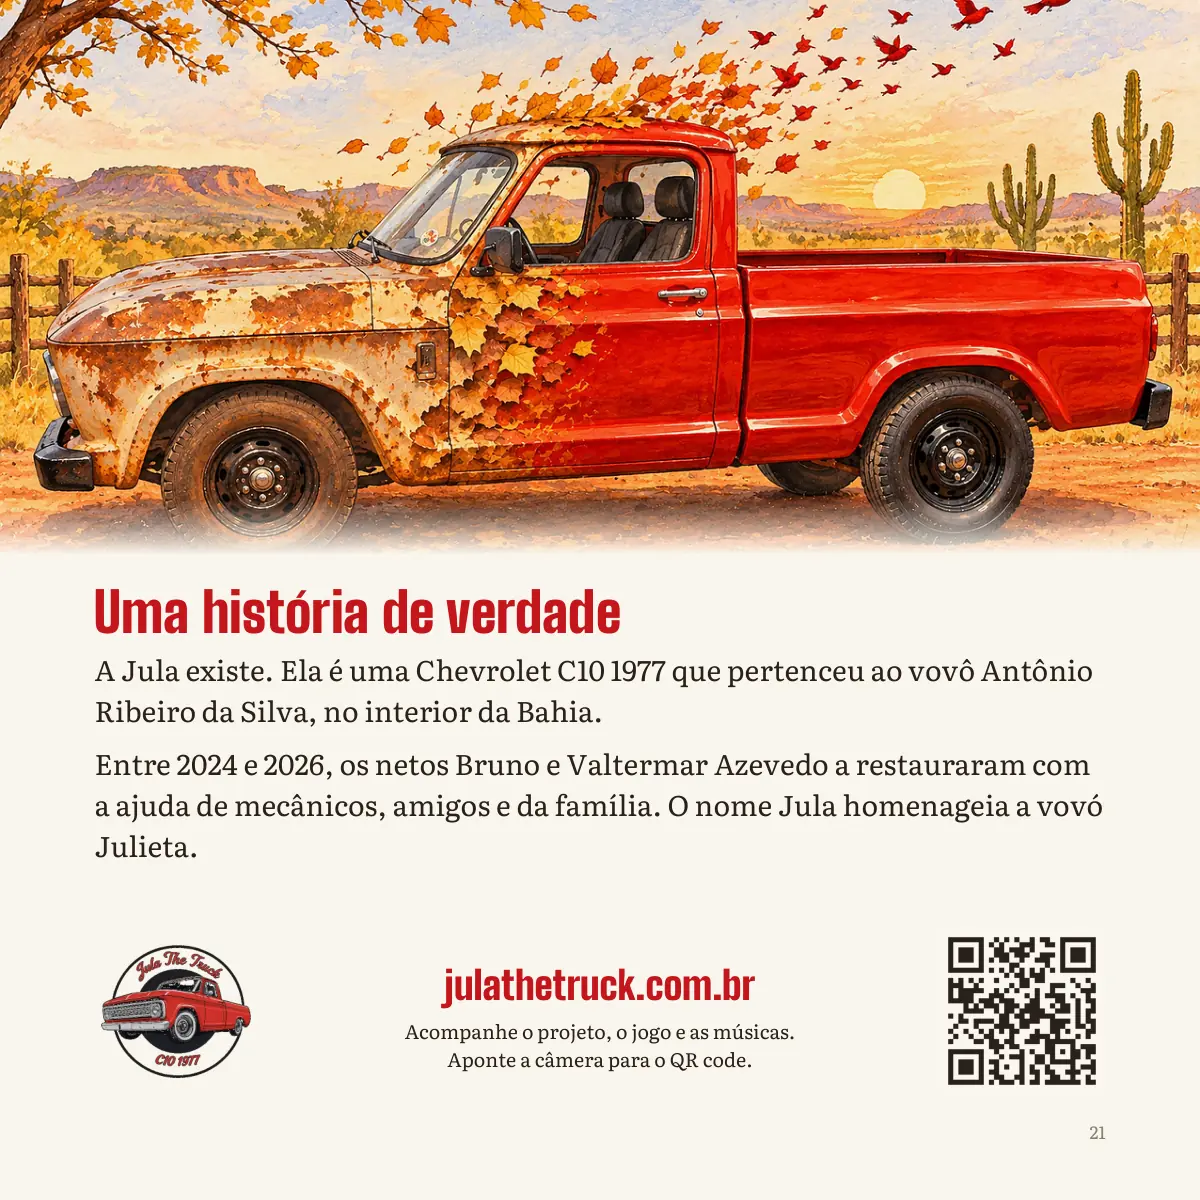 Uma história de verdade
A Jula existe. Ela é uma Chevrolet C10 1977 que pertenceu ao vovô Antônio
Ribeiro da Silva, no interior da Bahia.
Entre 2024 e 2026, os netos Bruno e Valtermar Azevedo a restauraram com
a ajuda de mecânicos, amigos e da família. O nome Jula homenageia a vovó
Julieta.
Jula The Truck
C10 1977
julathetruck.com.br
Acompanhe o projeto, o jogo e as músicas.
Aponte a câmera para o QR code.
21